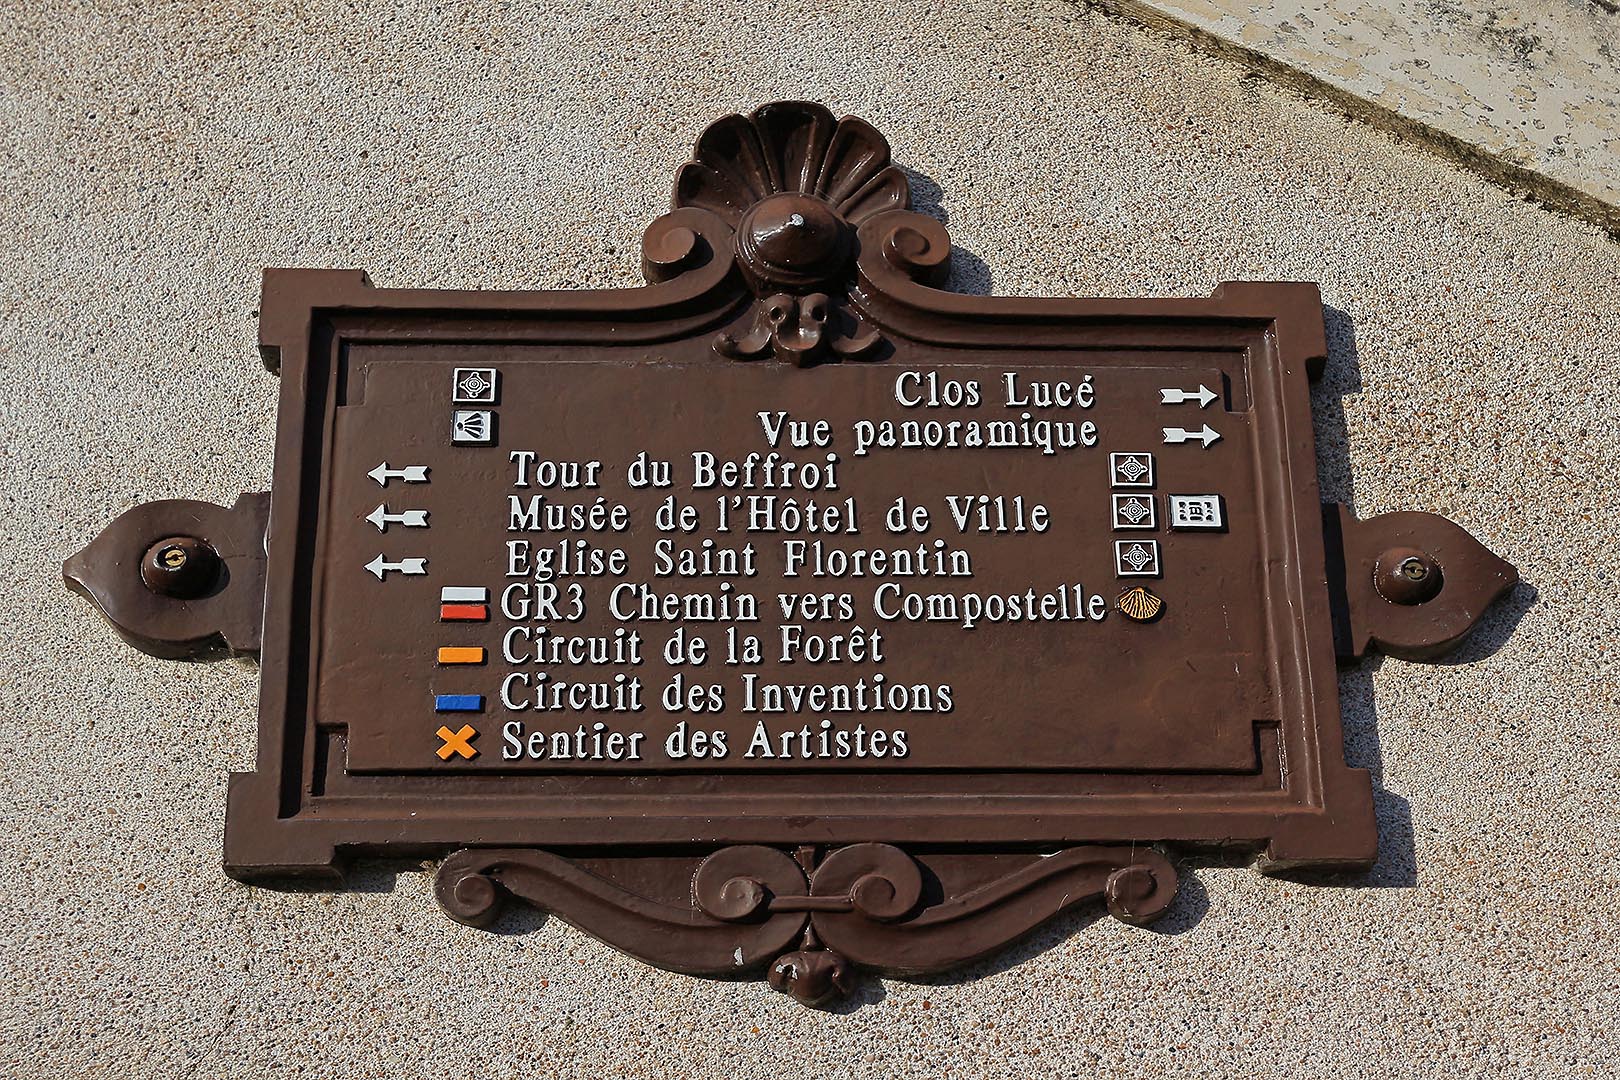 Clos Lucé
Vue panoramique
Tour du Beffroi
Musée de l'Hôtel de Ville
Eglise Saint Florentin
GR3 Chemin vers Compostelle
Circuit de la Forêt
Circuit des Inventions
Sentier des Artistes